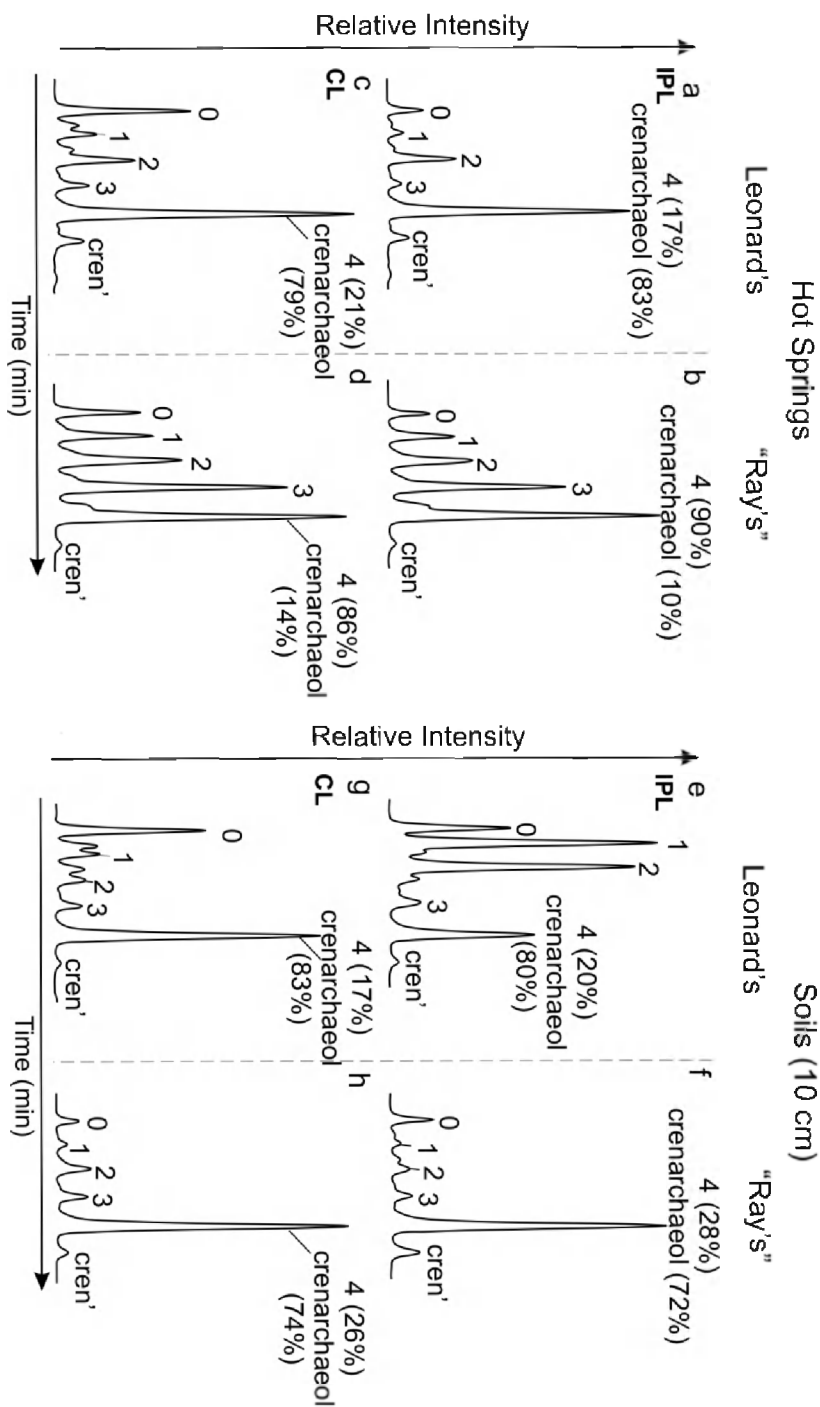 Hot Springs
Leonard's
"Ray's"
Relative Intensity
a
IPL
4 (17%)
crenarchaeol (83%)
0
1
2
3
cren'
b
4 (90%)
crenarchaeol (10%)
0
1
2
3
cren'
c
CL
0
1
2
3
4 (21%)
crenarchaeol
(79%)
cren'
d
0
1
2
3
4 (86%)
crenarchaeol
(14%)
cren'
Time (min)
Soils (10 cm)
Leonard's
"Ray's"
Relative Intensity
e
IPL
0
1
2
3
4 (20%)
crenarchaeol
(80%)
cren'
f
4 (28%)
crenarchaeol (72%)
0
1
2
3
cren'
g
CL
0
1
2
3
4 (17%)
crenarchaeol
(83%)
cren'
h
0
1
2
3
4 (26%)
crenarchaeol
(74%)
cren'
Time (min)